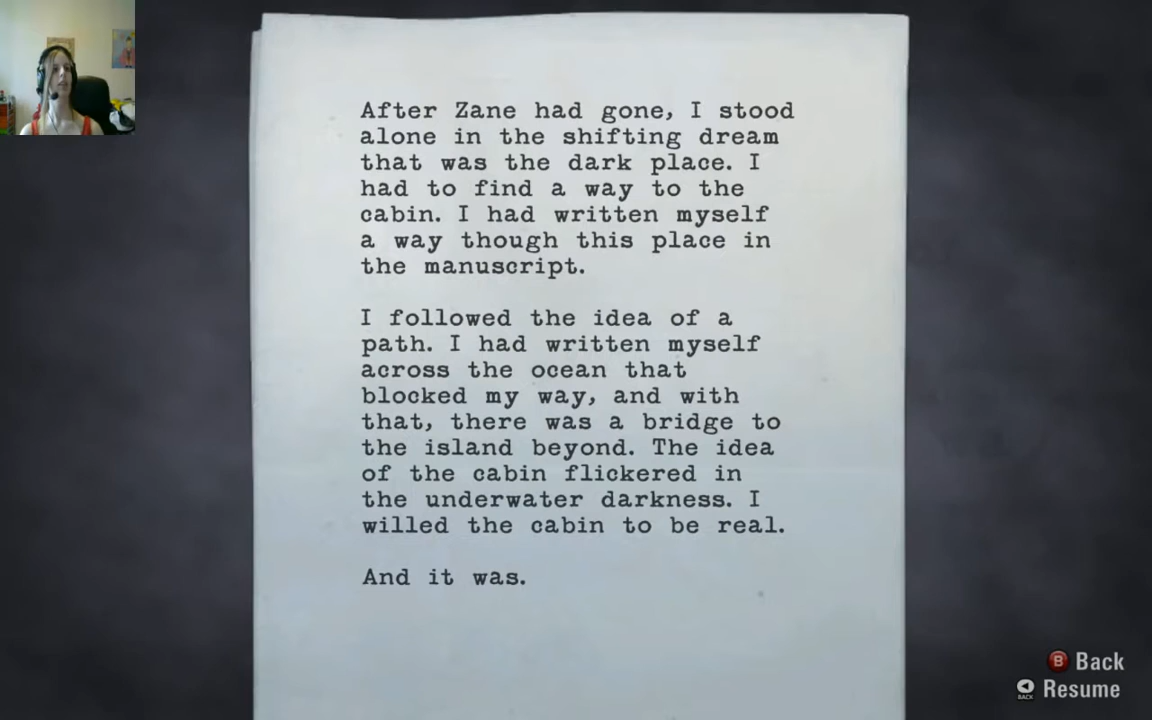 After Zane had gone, I stood
alone in the shifting dream
that was the dark place. I
had to find a way to the
cabin. I had written myself
a way though this place in
the manuscript.
I followed the idea of a
path. I had written myself
across the ocean that
blocked my way, and with
that, there was a bridge to
the island beyond. The idea
of the cabin flickered in
the underwater darkness. I
willed the cabin to be real.
And it was.
B Back
BACK Resume